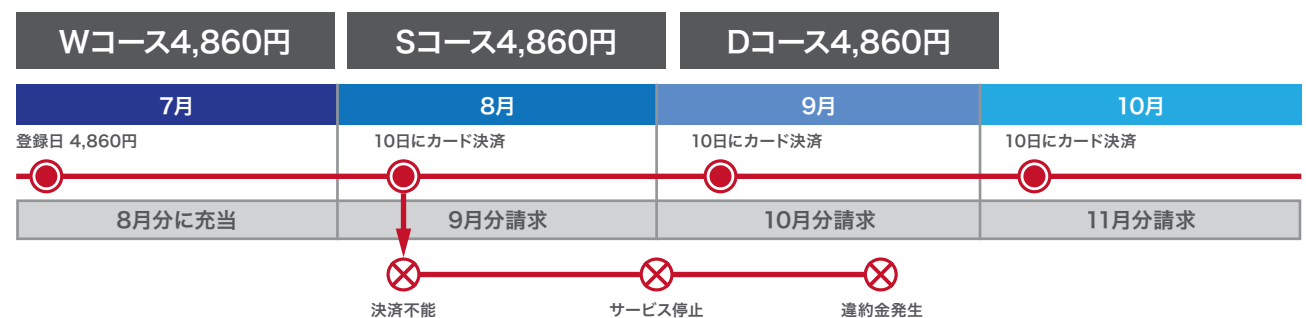 Wコース4,860円
Sコース4,860円
Dコース4,860円
7月
8月
9月
10月
登録日 4,860円
10日にカード決済
10日にカード決済
10日にカード決済
8月分に充当
9月分請求
10月分請求
11月分請求
決済不能
サービス停止
違約金発生